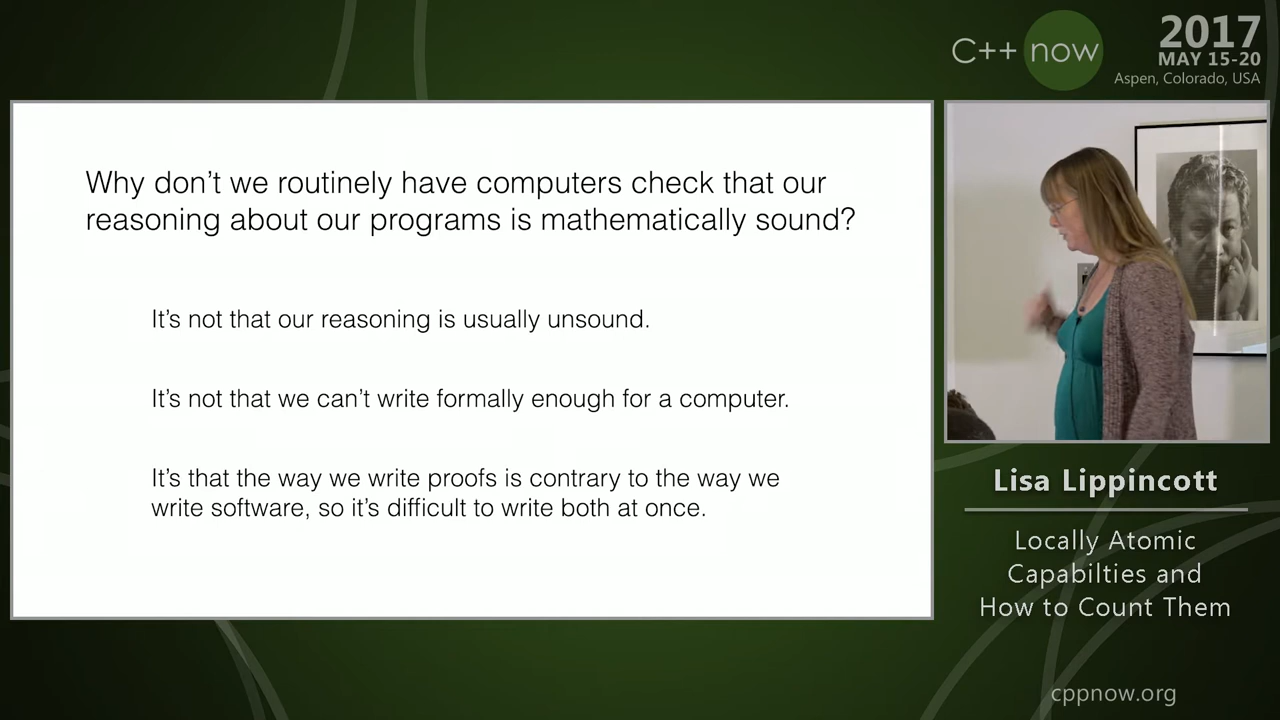 C++ now
2017
MAY 15-20
Aspen, Colorado, USA
Why don’t we routinely have computers check that our
reasoning about our programs is mathematically sound?
It’s not that our reasoning is usually unsound.
It’s not that we can’t write formally enough for a computer.
It’s that the way we write proofs is contrary to the way we
write software, so it’s difficult to write both at once.
Lisa Lippincott
Locally Atomic
Capabilties and
How to Count Them
cppnow.org